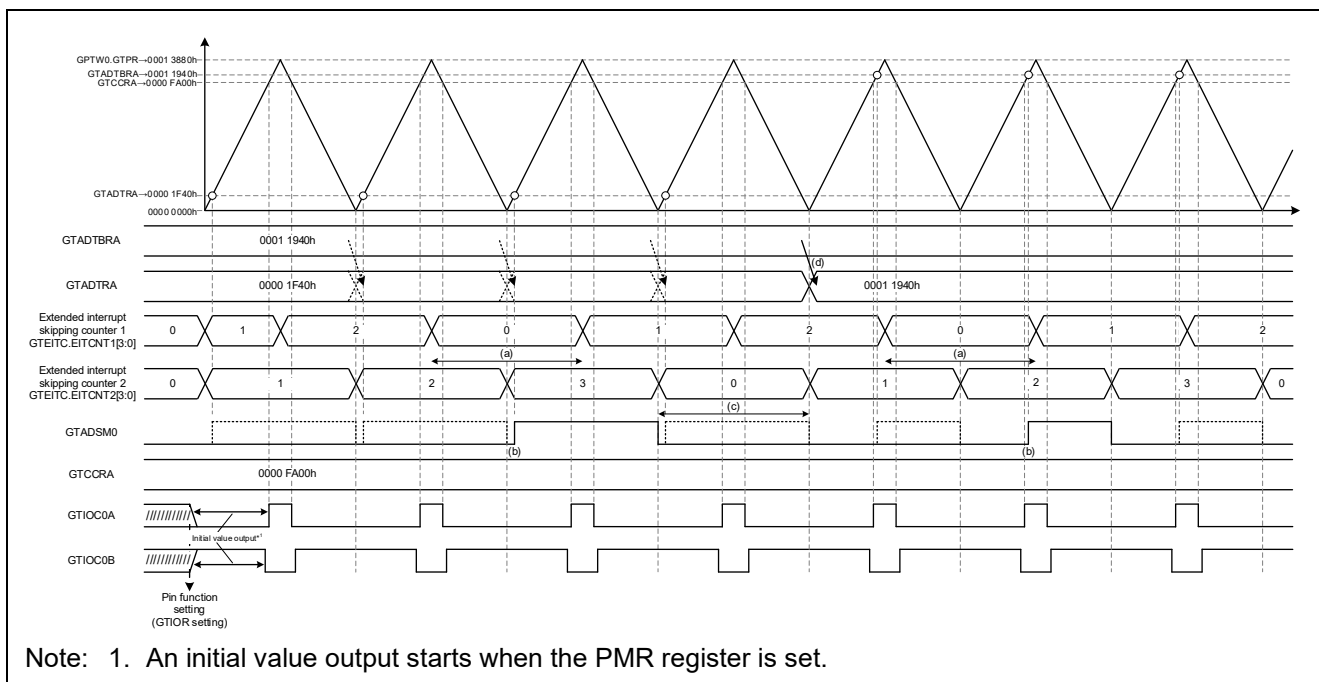 GPTW0.GTPR→0001 3880h
GTADTBRA→0001 1940h
GTCCRA→0000 FA00h
GTADTRA→0000 1F40h
0000 0000h
GTADTBRA 0001 1940h
(d)
GTADTRA 0000 1F40h 0001 1940h
Extended interrupt
skipping counter 1
GTEITC.EITCNT1[3:0]
0 1 2 0 1 2 0 1 2
(a) (a)
Extended interrupt
skipping counter 2
GTEITC.EITCNT2[3:0]
0 1 2 3 0 1 2 3 0
(c)
GTADSM0
(b) (b)
GTCCRA 0000 FA00h
GTIOC0A
Initial value output*1
GTIOC0B
Pin function
setting
(GTIOR setting)
Note: 1. An initial value output starts when the PMR register is set.